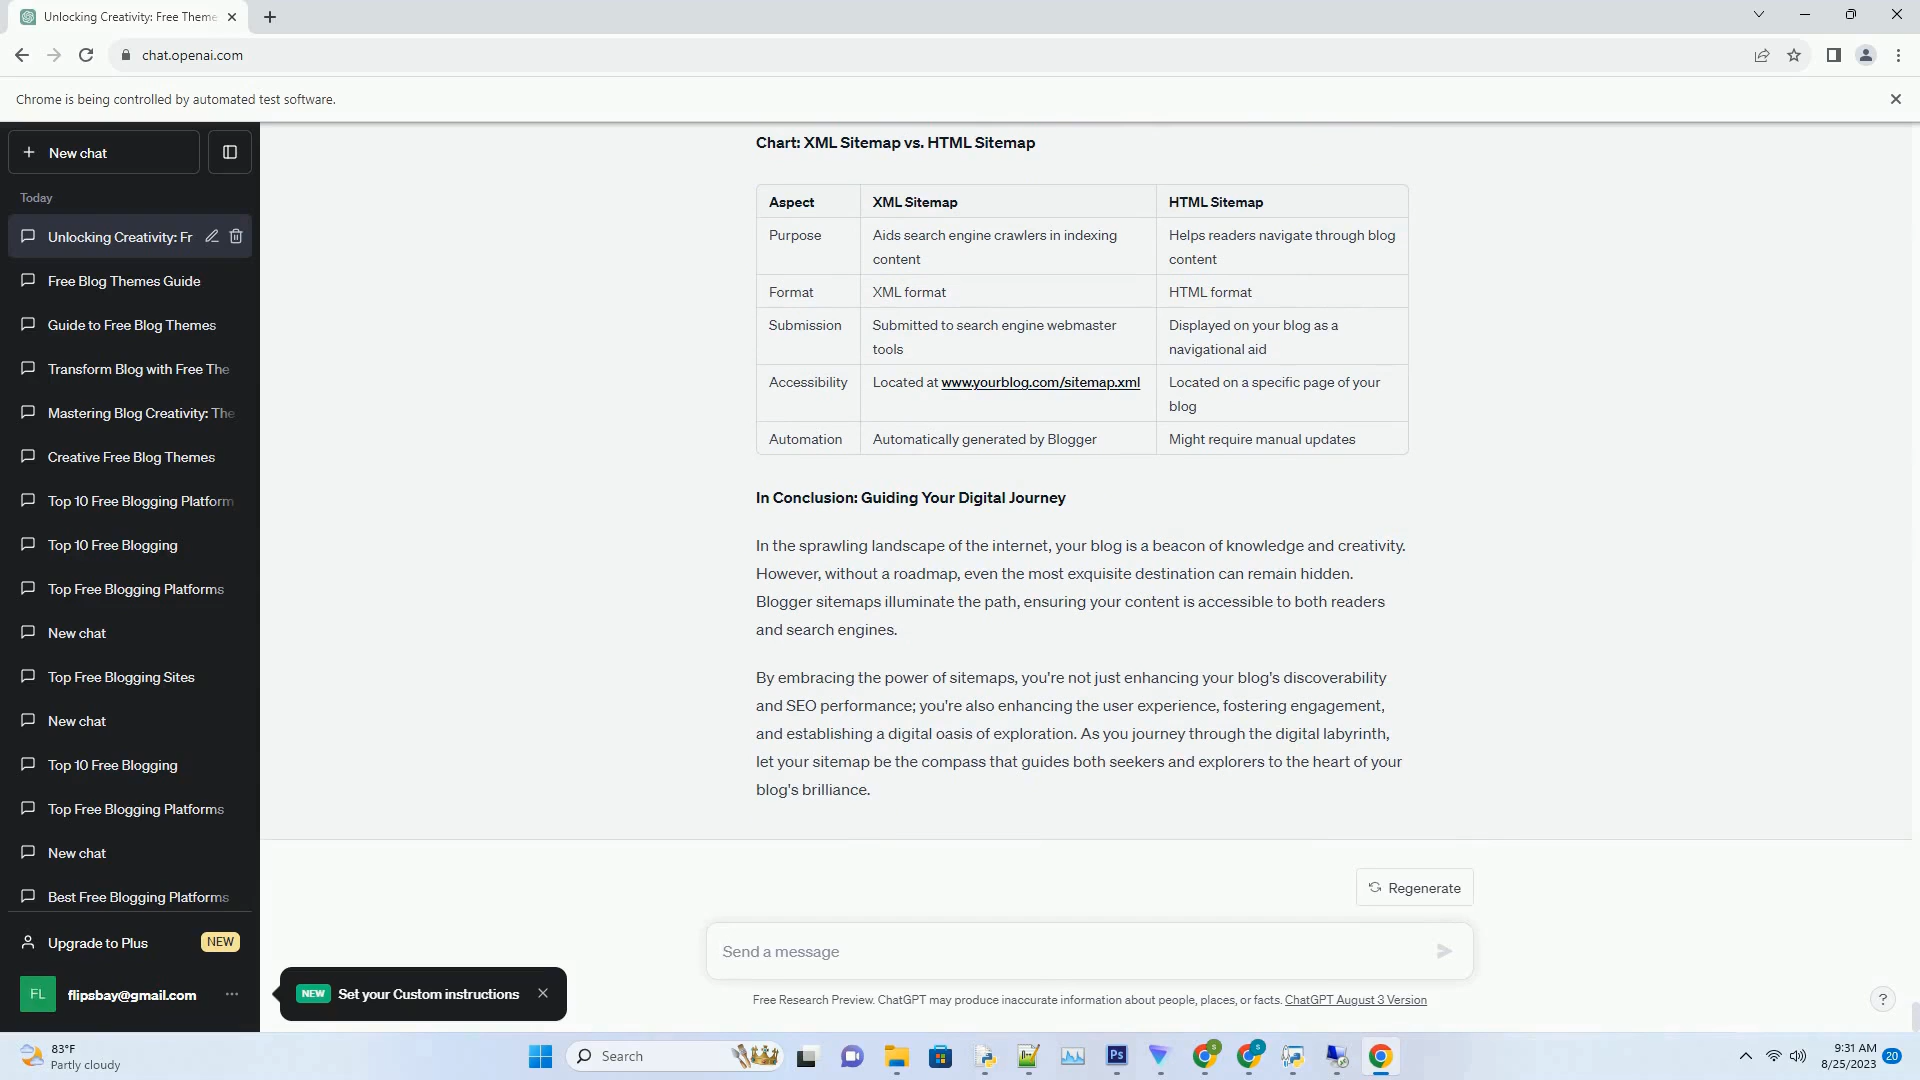 Unlocking Creativity: Free Theme
chat.openai.com
Chrome is being controlled by automated test software.
New chat
Today
Unlocking Creativity: Fr
Free Blog Themes Guide
Guide to Free Blog Themes
Transform Blog with Free The
Mastering Blog Creativity: The
Creative Free Blog Themes
Top 10 Free Blogging Platform
Top 10 Free Blogging
Top Free Blogging Platforms
New chat
Top Free Blogging Sites
New chat
Top 10 Free Blogging
Top Free Blogging Platforms
New chat
Best Free Blogging Platforms
Upgrade to Plus NEW
FL flipsbay@gmail.com
NEW Set your Custom instructions
Chart: XML Sitemap vs. HTML Sitemap
Aspect XML Sitemap HTML Sitemap
Purpose Aids search engine crawlers in indexing Helps readers navigate through blog
content content
Format XML format HTML format
Submission Submitted to search engine webmaster Displayed on your blog as a
tools navigational aid
Accessibility Located at www.yourblog.com/sitemap.xml Located on a specific page of your
blog
Automation Automatically generated by Blogger Might require manual updates
In Conclusion: Guiding Your Digital Journey
In the sprawling landscape of the internet, your blog is a beacon of knowledge and creativity.
However, without a roadmap, even the most exquisite destination can remain hidden.
Blogger sitemaps illuminate the path, ensuring your content is accessible to both readers
and search engines.
By embracing the power of sitemaps, you're not just enhancing your blog's discoverability
and SEO performance; you're also enhancing the user experience, fostering engagement,
and establishing a digital oasis of exploration. As you journey through the digital labyrinth,
let your sitemap be the compass that guides both seekers and explorers to the heart of your
blog's brilliance.
Regenerate
Send a message
Free Research Preview. ChatGPT may produce inaccurate information about people, places, or facts. ChatGPT August 3 Version
?
83°F
Partly cloudy
Search
Ps
S
S
9:31 AM
8/25/2023
20